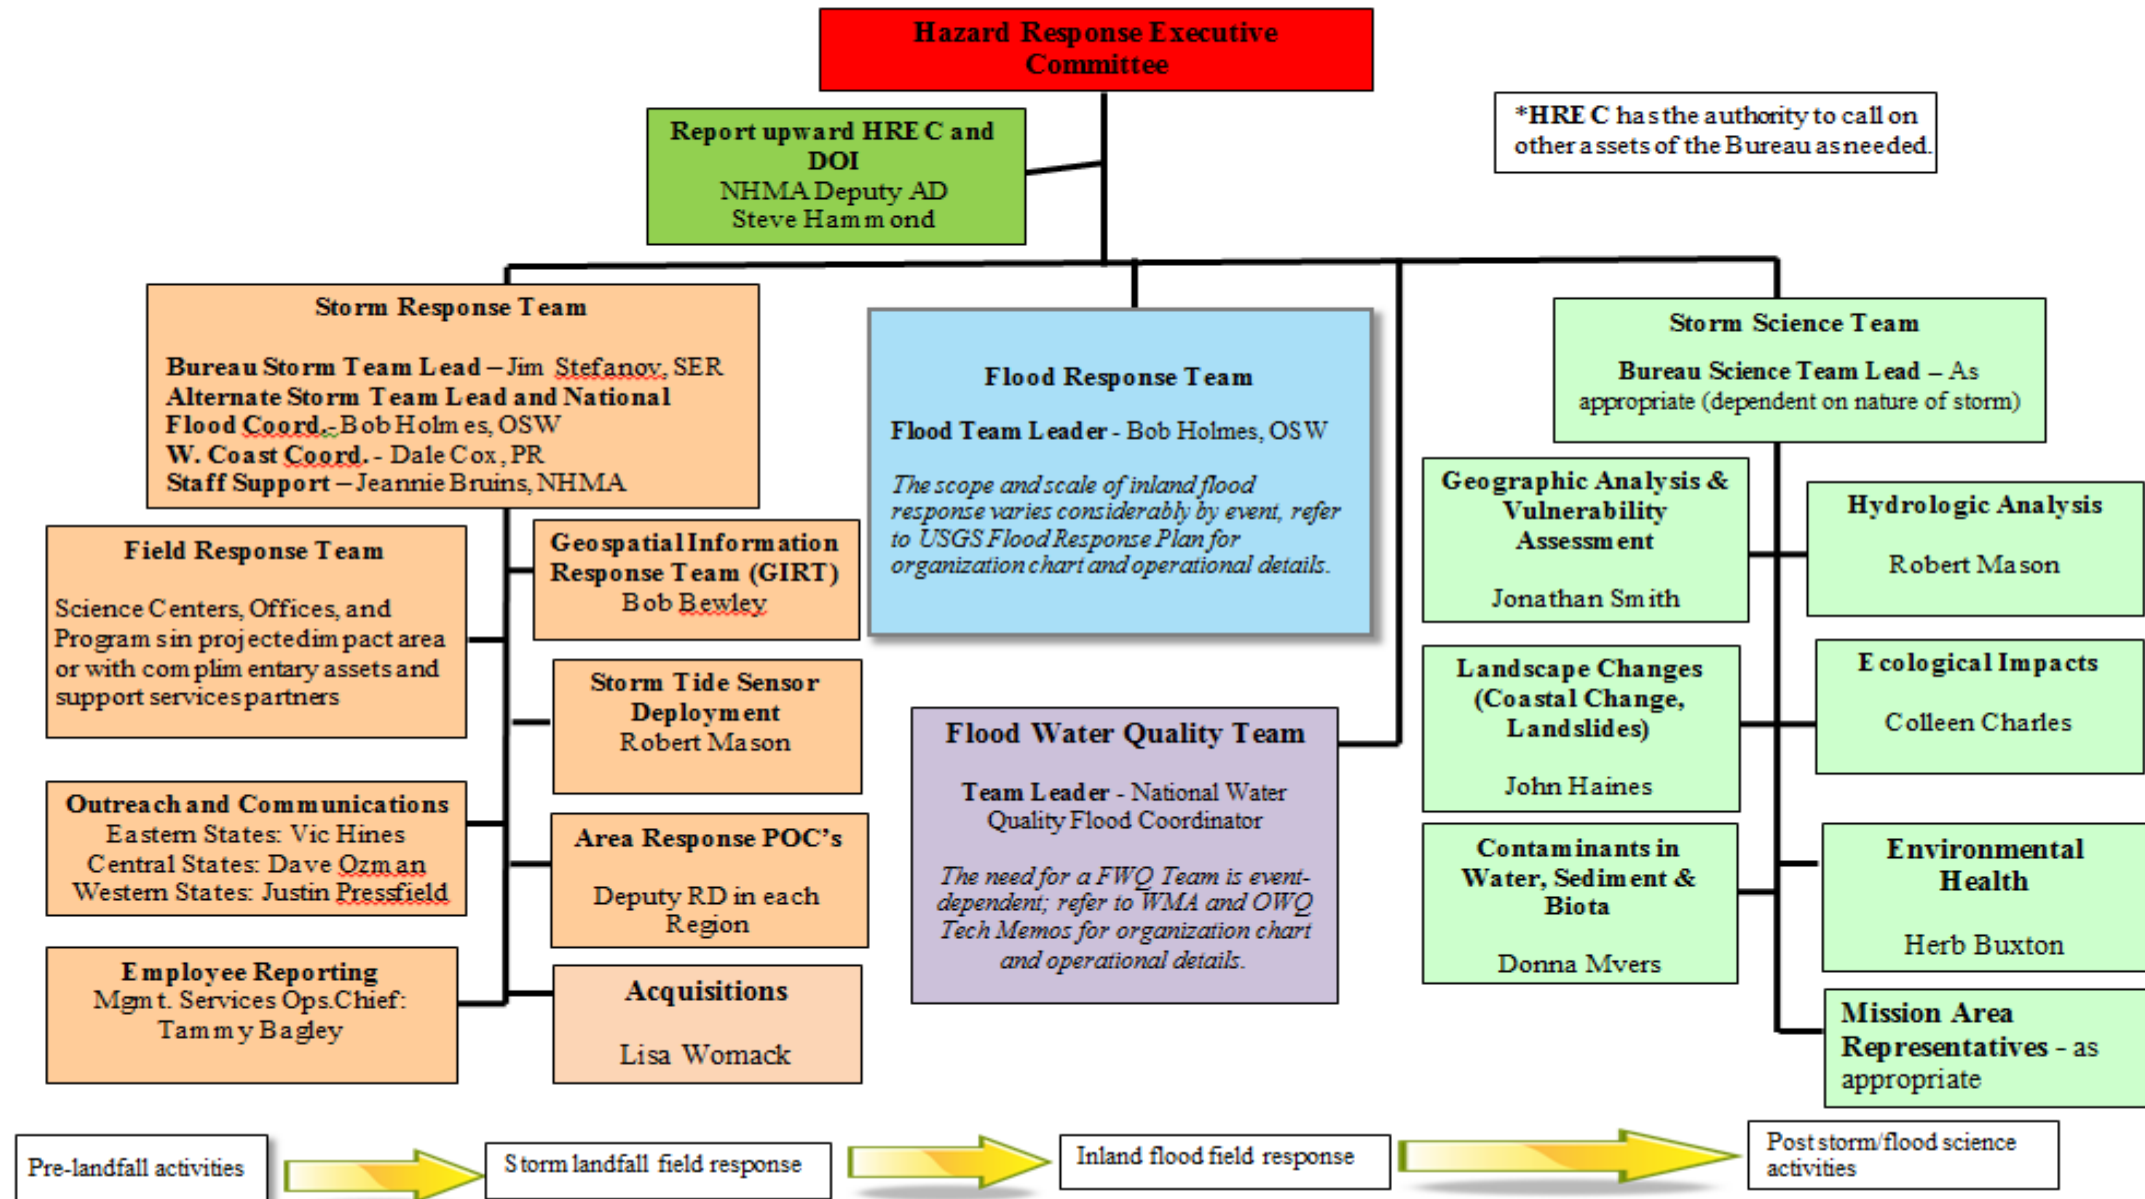 Hazard Response Executive
Committee
Report upward HREC and
DOI
NHMA Deputy AD
Steve Hammond
*HREC has the authority to call on
other assets of the Bureau as needed.
Storm Response Team
Bureau Storm Team Lead – Jim Stefanov, SER
Alternate Storm Team Lead and National
Flood Coord.- Bob Holmes, OSW
W. Coast Coord. - Dale Cox, PR
Staff Support – Jeannie Bruins, NHMA
Flood Response Team
Flood Team Leader - Bob Holmes, OSW
The scope and scale of inland flood
response varies considerably by event, refer
to USGS Flood Response Plan for
organization chart and operational details.
Storm Science Team
Bureau Science Team Lead – As
appropriate (dependent on nature of storm)
Field Response Team
Science Centers, Offices, and
Programs in projected impact area
or with complimentary assets and
support services partners
Geospatial Information
Response Team (GIRT)
Bob Bewley
Storm Tide Sensor
Deployment
Robert Mason
Outreach and Communications
Eastern States: Vic Hines
Central States: Dave Ozman
Western States: Justin Pressfield
Area Response POC's
Deputy RD in each
Region
Employee Reporting
Mgmt. Services Ops.Chief:
Tammy Bagley
Acquisitions
Lisa Womack
Flood Water Quality Team
Team Leader - National Water
Quality Flood Coordinator
The need for a FWQ Team is event-
dependent; refer to WMA and OWQ
Tech Memos for organization chart
and operational details.
Geographic Analysis &
Vulnerability
Assessment
Jonathan Smith
Hydrologic Analysis
Robert Mason
Landscape Changes
(Coastal Change,
Landslides)
John Haines
Ecological Impacts
Colleen Charles
Contaminants in
Water, Sediment &
Biota
Donna Myers
Environmental
Health
Herb Buxton
Mission Area
Representatives - as
appropriate
Pre-landfall activities
Storm landfall field response
Inland flood field response
Post storm/flood science
activities